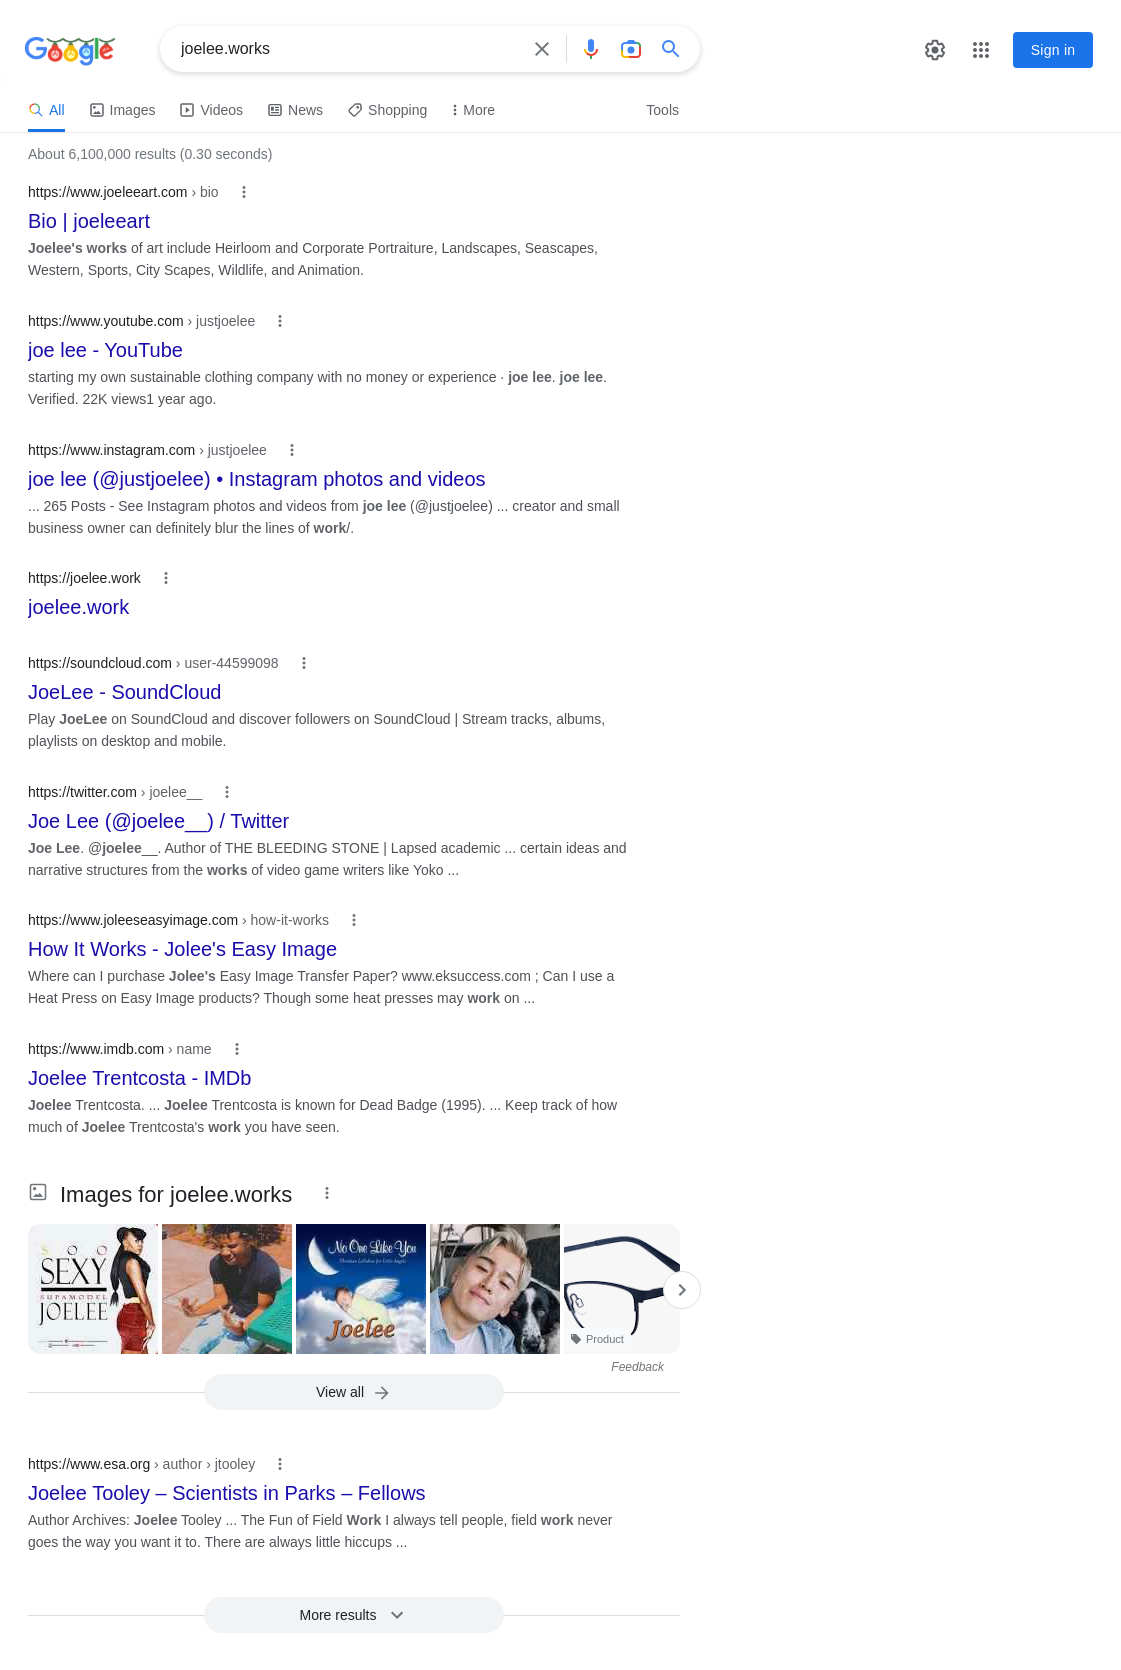 Google
joelee.works
Sign in
All
Images
Videos
News
Shopping
More
Tools
About 6,100,000 results (0.30 seconds)
https://www.joeleeart.com › bio
Bio | joeleeart
Joelee's works of art include Heirloom and Corporate Portraiture, Landscapes, Seascapes,
Western, Sports, City Scapes, Wildlife, and Animation.
https://www.youtube.com › justjoelee
joe lee - YouTube
starting my own sustainable clothing company with no money or experience · joe lee. joe lee.
Verified. 22K views1 year ago.
https://www.instagram.com › justjoelee
joe lee (@justjoelee) • Instagram photos and videos
... 265 Posts - See Instagram photos and videos from joe lee (@justjoelee) ... creator and small
business owner can definitely blur the lines of work/.
https://joelee.work
joelee.work
https://soundcloud.com › user-44599098
JoeLee - SoundCloud
Play JoeLee on SoundCloud and discover followers on SoundCloud | Stream tracks, albums,
playlists on desktop and mobile.
https://twitter.com › joelee__
Joe Lee (@joelee__) / Twitter
Joe Lee. @joelee__. Author of THE BLEEDING STONE | Lapsed academic ... certain ideas and
narrative structures from the works of video game writers like Yoko ...
https://www.joleeseasyimage.com › how-it-works
How It Works - Jolee's Easy Image
Where can I purchase Jolee's Easy Image Transfer Paper? www.eksuccess.com ; Can I use a
Heat Press on Easy Image products? Though some heat presses may work on ...
https://www.imdb.com › name
Joelee Trentcosta - IMDb
Joelee Trentcosta. ... Joelee Trentcosta is known for Dead Badge (1995). ... Keep track of how
much of Joelee Trentcosta's work you have seen.
Images for joelee.works
SOO
SEXY
SUPAMODEL
JOELEE
No One Like You
Christian Lullabies for Little Angels
Joelee
Product
Feedback
View all
https://www.esa.org › author › jtooley
Joelee Tooley – Scientists in Parks – Fellows
Author Archives: Joelee Tooley ... The Fun of Field Work I always tell people, field work never
goes the way you want it to. There are always little hiccups ...
More results